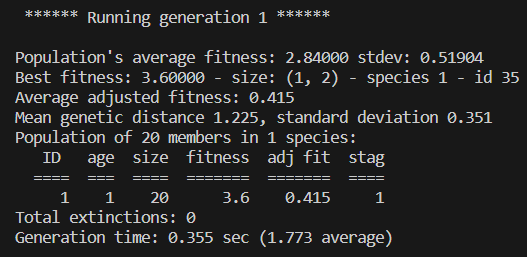 ****** Running generation 1 ******
Population's average fitness: 2.84000 stdev: 0.51904
Best fitness: 3.60000 - size: (1, 2) - species 1 - id 35
Average adjusted fitness: 0.415
Mean genetic distance 1.225, standard deviation 0.351
Population of 20 members in 1 species:
   ID   age  size  fitness  adj fit  stag
  ====  ===  ====  =======  =======  ====
     1    1    20      3.6    0.415     1
Total extinctions: 0
Generation time: 0.355 sec (1.773 average)